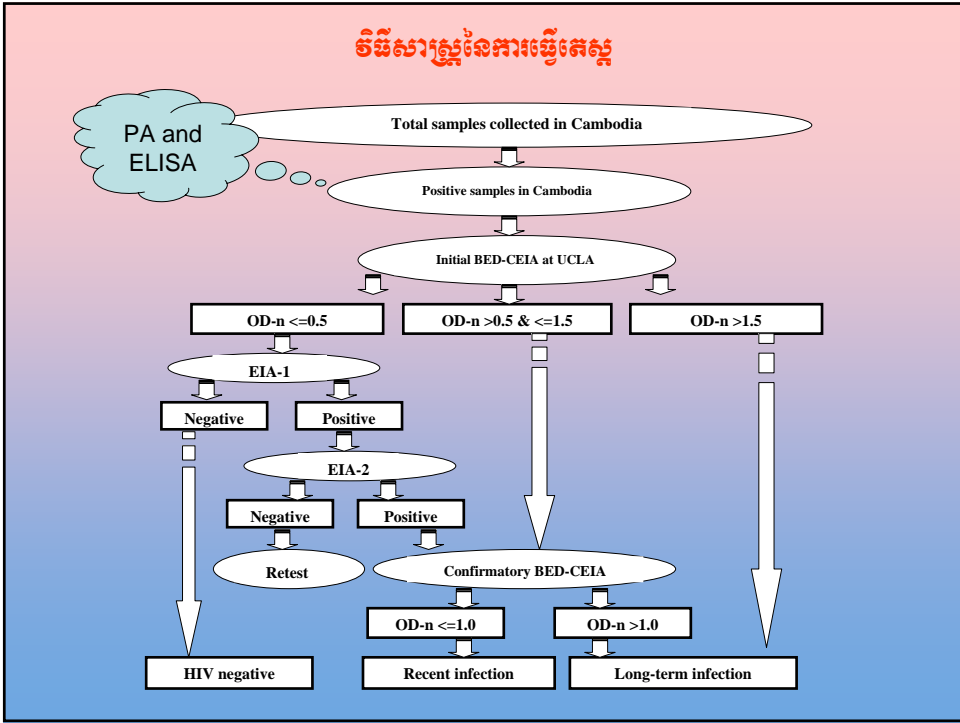 វិធីសាស្ត្រនៃការធ្វើតេស្ត
PA and
ELISA
Total samples collected in Cambodia
Positive samples in Cambodia
Initial BED-CEIA at UCLA
OD-n <=0.5
OD-n >0.5 & <=1.5
OD-n >1.5
EIA-1
Negative
Positive
EIA-2
Negative
Positive
Retest
Confirmatory BED-CEIA
OD-n <=1.0
OD-n >1.0
HIV negative
Recent infection
Long-term infection